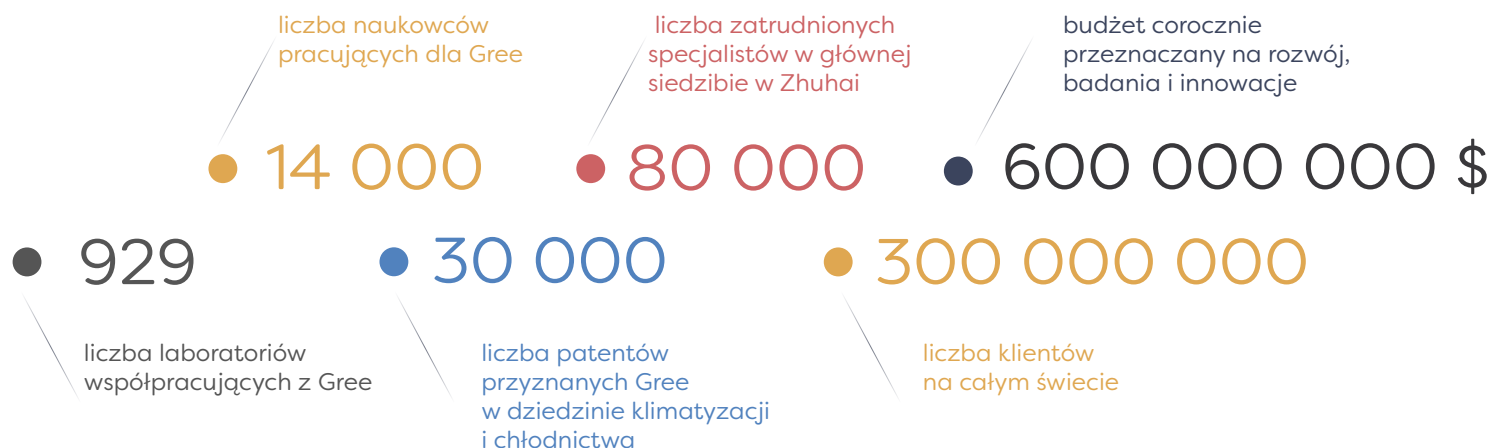 liczba naukowców
pracujących dla Gree
liczba zatrudnionych
specjalistów w głównej
siedzibie w Zhuhai
budżet corocznie
przeznaczany na rozwój,
badania i innowacje
14 000
80 000
600 000 000 $
929
30 000
300 000 000
liczba laboratoriów
współpracujących z Gree
liczba patentów
przyznanych Gree
w dziedzinie klimatyzacji
i chłodnictwa
liczba klientów
na całym świecie